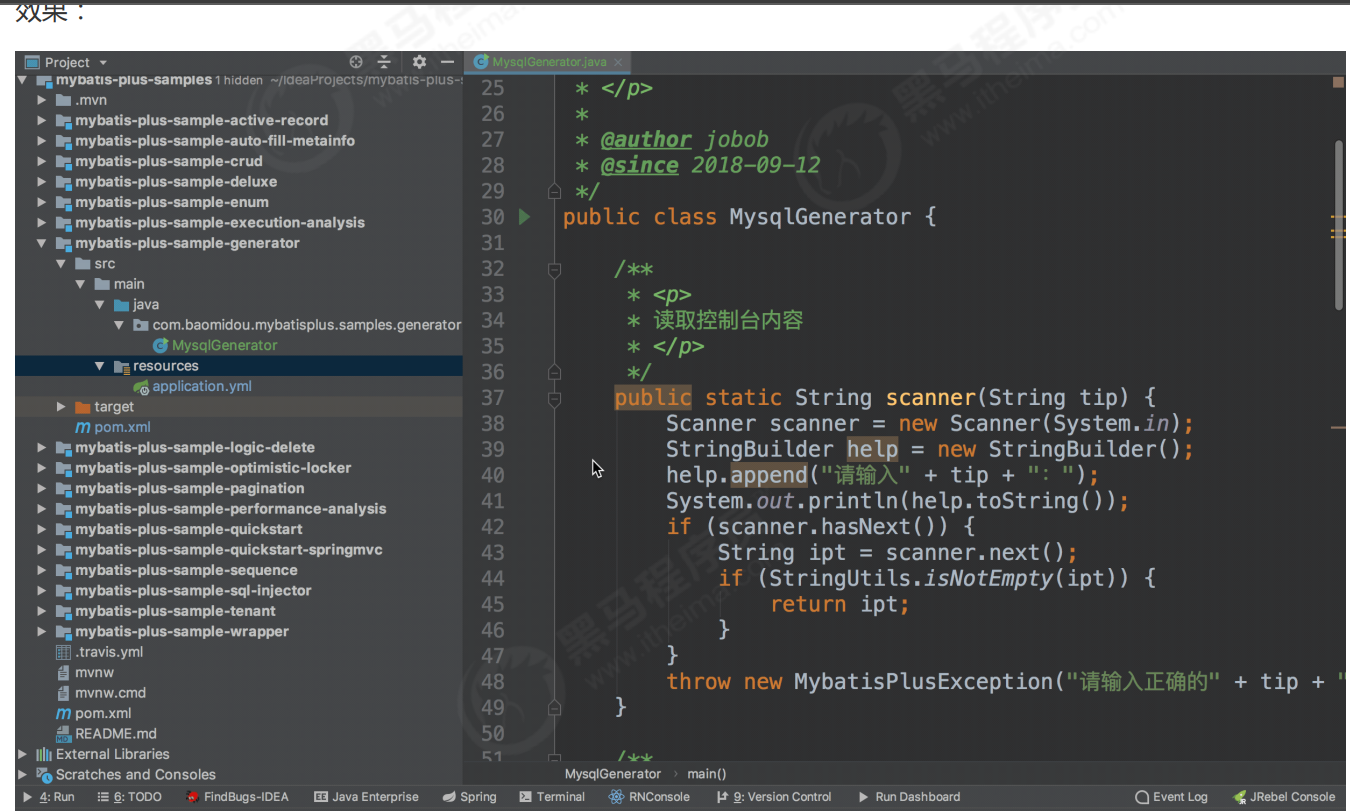 效果：
Project
MysqlGenerator.java
mybatis-plus-samples 1 hidden ~/IdeaProjects/mybatis-plus-s
.mvn
mybatis-plus-sample-active-record
mybatis-plus-sample-auto-fill-metainfo
mybatis-plus-sample-crud
mybatis-plus-sample-deluxe
mybatis-plus-sample-enum
mybatis-plus-sample-execution-analysis
mybatis-plus-sample-generator
src
main
java
com.baomidou.mybatisplus.samples.generator
MysqlGenerator
resources
application.yml
target
pom.xml
mybatis-plus-sample-logic-delete
mybatis-plus-sample-optimistic-locker
mybatis-plus-sample-pagination
mybatis-plus-sample-performance-analysis
mybatis-plus-sample-quickstart
mybatis-plus-sample-quickstart-springmvc
mybatis-plus-sample-sequence
mybatis-plus-sample-sql-injector
mybatis-plus-sample-tenant
mybatis-plus-sample-wrapper
.travis.yml
mvnw
mvnw.cmd
pom.xml
README.md
External Libraries
Scratches and Consoles
25 * </p>
26 *
27 * @author jobob
28 * @since 2018-09-12
29 */
30 public class MysqlGenerator {
31
32 /**
33 * <p>
34 * 读取控制台内容
35 * </p>
36 */
37 public static String scanner(String tip) {
38 Scanner scanner = new Scanner(System.in);
39 StringBuilder help = new StringBuilder();
40 help.append("请输入" + tip + "：");
41 System.out.println(help.toString());
42 if (scanner.hasNext()) {
43 String ipt = scanner.next();
44 if (StringUtils.isNotEmpty(ipt)) {
45 return ipt;
46 }
47 }
48 throw new MybatisPlusException("请输入正确的" + tip + "
49 }
50
51 /**
MysqlGenerator › main()
4: Run 6: TODO FindBugs-IDEA Java Enterprise Spring Terminal RNConsole 9: Version Control Run Dashboard Event Log JRebel Console
黑马程序员
www.itheima.com